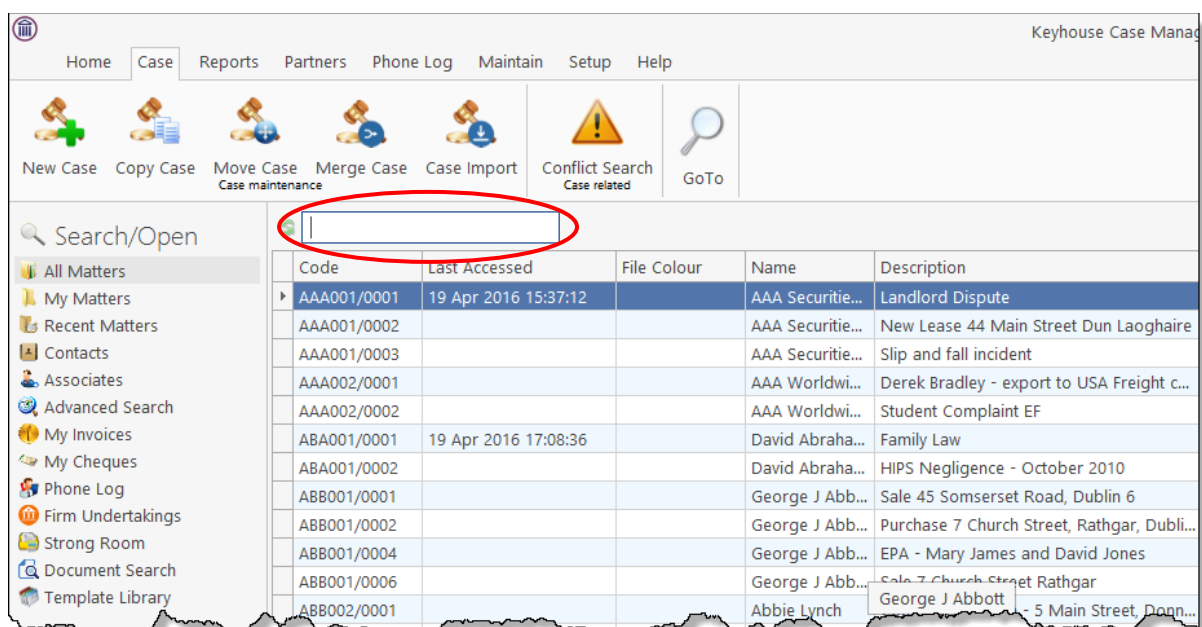 Keyhouse Case Manag
Home Case Reports Partners Phone Log Maintain Setup Help
New Case Copy Case Move Case Merge Case Case Import Conflict Search GoTo
Case maintenance Case related
Search/Open
All Matters
My Matters
Recent Matters
Contacts
Associates
Advanced Search
My Invoices
My Cheques
Phone Log
Firm Undertakings
Strong Room
Document Search
Template Library
Code Last Accessed File Colour Name Description
AAA001/0001 19 Apr 2016 15:37:12 AAA Securitie... Landlord Dispute
AAA001/0002 AAA Securitie... New Lease 44 Main Street Dun Laoghaire
AAA001/0003 AAA Securitie... Slip and fall incident
AAA002/0001 AAA Worldwi... Derek Bradley - export to USA Freight c...
AAA002/0002 AAA Worldwi... Student Complaint EF
ABA001/0001 19 Apr 2016 17:08:36 David Abraha... Family Law
ABA001/0002 David Abraha... HIPS Negligence - October 2010
ABB001/0001 George J Abb... Sale 45 Somserset Road, Dublin 6
ABB001/0002 George J Abb... Purchase 7 Church Street, Rathgar, Dubli...
ABB001/0004 George J Abb... EPA - Mary James and David Jones
ABB001/0006 George J Abb... Sale 7 Church Street Rathgar
George J Abbott
ABB002/0001 Abbie Lynch - 5 Main Street, Donn...